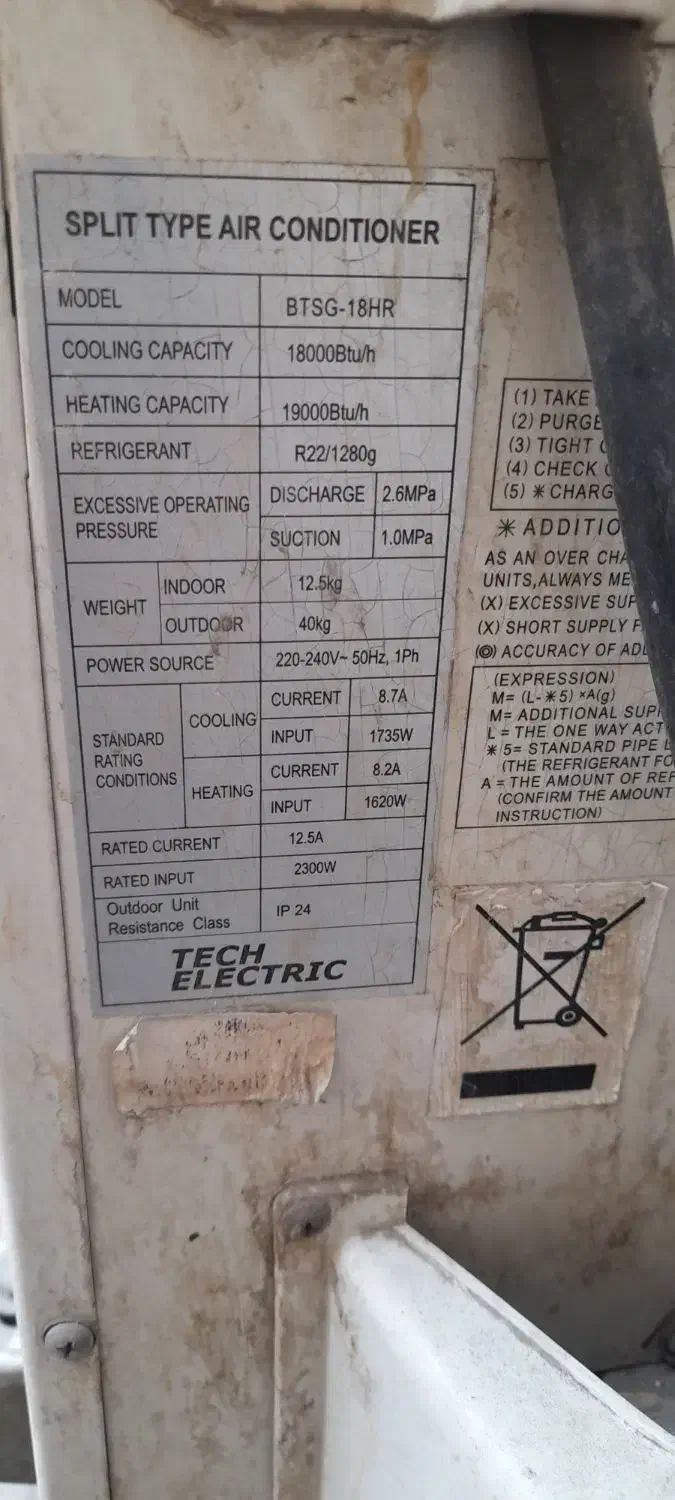 SPLIT TYPE AIR CONDITIONER
MODEL BTSG-18HR
COOLING CAPACITY 18000Btu/h
HEATING CAPACITY 19000Btu/h
REFRIGERANT R22/1280g
EXCESSIVE OPERATING PRESSURE DISCHARGE 2.6MPa
SUCTION 1.0MPa
WEIGHT INDOOR 12.5kg
OUTDOOR 40kg
POWER SOURCE 220-240V~ 50Hz, 1Ph
STANDARD RATING CONDITIONS COOLING CURRENT 8.7A
INPUT 1735W
HEATING CURRENT 8.2A
INPUT 1620W
RATED CURRENT 12.5A
RATED INPUT 2300W
Outdoor Unit
Resistance Class IP 24
TECH
ELECTRIC
(1) TAKE
(2) PURGE
(3) TIGHT
(4) CHECK
(5) ✳CHARG
✳ADDITIO
AS AN OVER CHA
UNITS,ALWAYS ME
(X) EXCESSIVE SUP
(X) SHORT SUPPLY F
(◎) ACCURACY OF ADD
(EXPRESSION)
M= (L-✳5) ×A(g)
M= ADDITIONAL SUPP
L = THE ONE WAY ACT
✳5= STANDARD PIPE L
(THE REFRIGERANT FO
A = THE AMOUNT OF REF
(CONFIRM THE AMOUNT
INSTRUCTION)